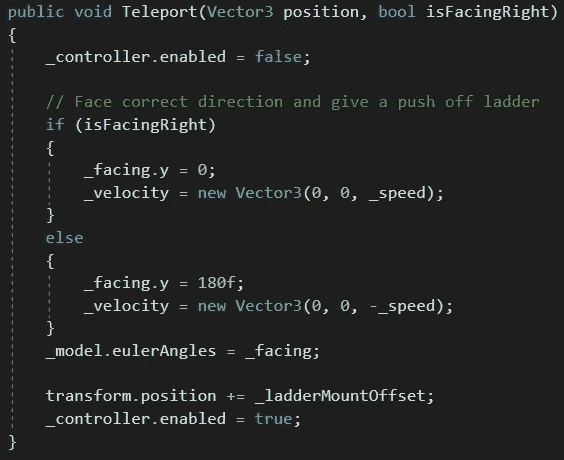 public void Teleport(Vector3 position, bool isFacingRight)
{
    _controller.enabled = false;

    // Face correct direction and give a push off ladder
    if (isFacingRight)
    {
        _facing.y = 0;
        _velocity = new Vector3(0, 0, _speed);
    }
    else
    {
        _facing.y = 180f;
        _velocity = new Vector3(0, 0, -_speed);
    }
    _model.eulerAngles = _facing;

    transform.position += _ladderMountOffset;
    _controller.enabled = true;
}